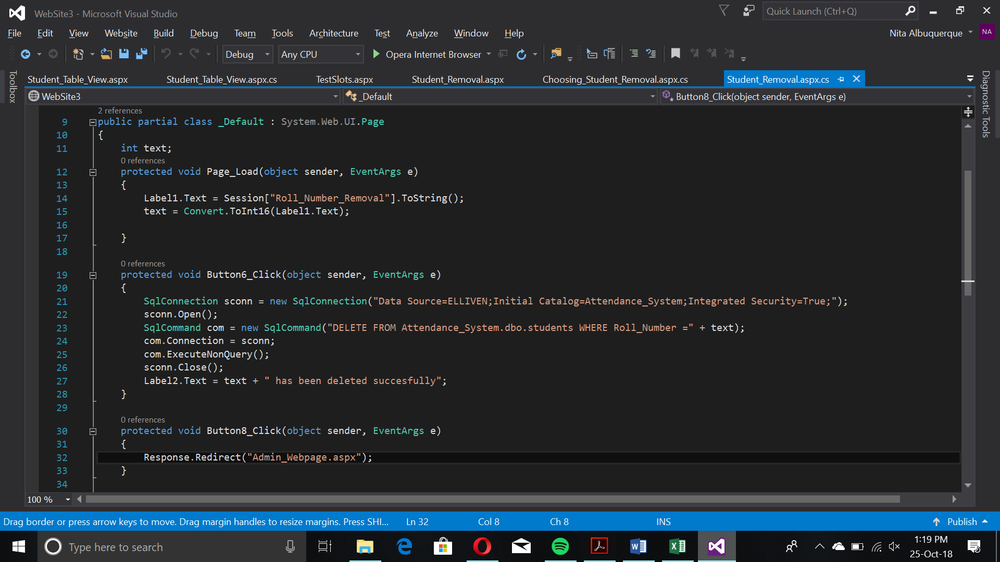 WebSite3 - Microsoft Visual Studio
Quick Launch (Ctrl+Q)
File Edit View Website Build Debug Team Tools Architecture Test Analyze Window Help
Nita Albuquerque NA
Debug Any CPU Opera Internet Browser
Toolbox
Student_Table_View.aspx Student_Table_View.aspx.cs TestSlots.aspx Student_Removal.aspx Choosing_Student_Removal.aspx.cs Student_Removal.aspx.cs
Diagnostic Tools
WebSite3 _Default Button8_Click(object sender, EventArgs e)
2 references
9 public partial class _Default : System.Web.UI.Page
10 {
11 int text;
0 references
12 protected void Page_Load(object sender, EventArgs e)
13 {
14 Label1.Text = Session["Roll_Number_Removal"].ToString();
15 text = Convert.ToInt16(Label1.Text);
16
17 }
18
0 references
19 protected void Button6_Click(object sender, EventArgs e)
20 {
21 SqlConnection sconn = new SqlConnection("Data Source=ELLIVEN;Initial Catalog=Attendance_System;Integrated Security=True;");
22 sconn.Open();
23 SqlCommand com = new SqlCommand("DELETE FROM Attendance_System.dbo.students WHERE Roll_Number =" + text);
24 com.Connection = sconn;
25 com.ExecuteNonQuery();
26 sconn.Close();
27 Label2.Text = text + " has been deleted succesfully";
28 }
29
0 references
30 protected void Button8_Click(object sender, EventArgs e)
31 {
32 Response.Redirect("Admin_Webpage.aspx");
33 }
34
100 %
Drag border or press arrow keys to move. Drag margin handles to resize margins. Press SHI... Ln 32 Col 8 Ch 8 INS Publish
Type here to search
1:19 PM
25-Oct-18